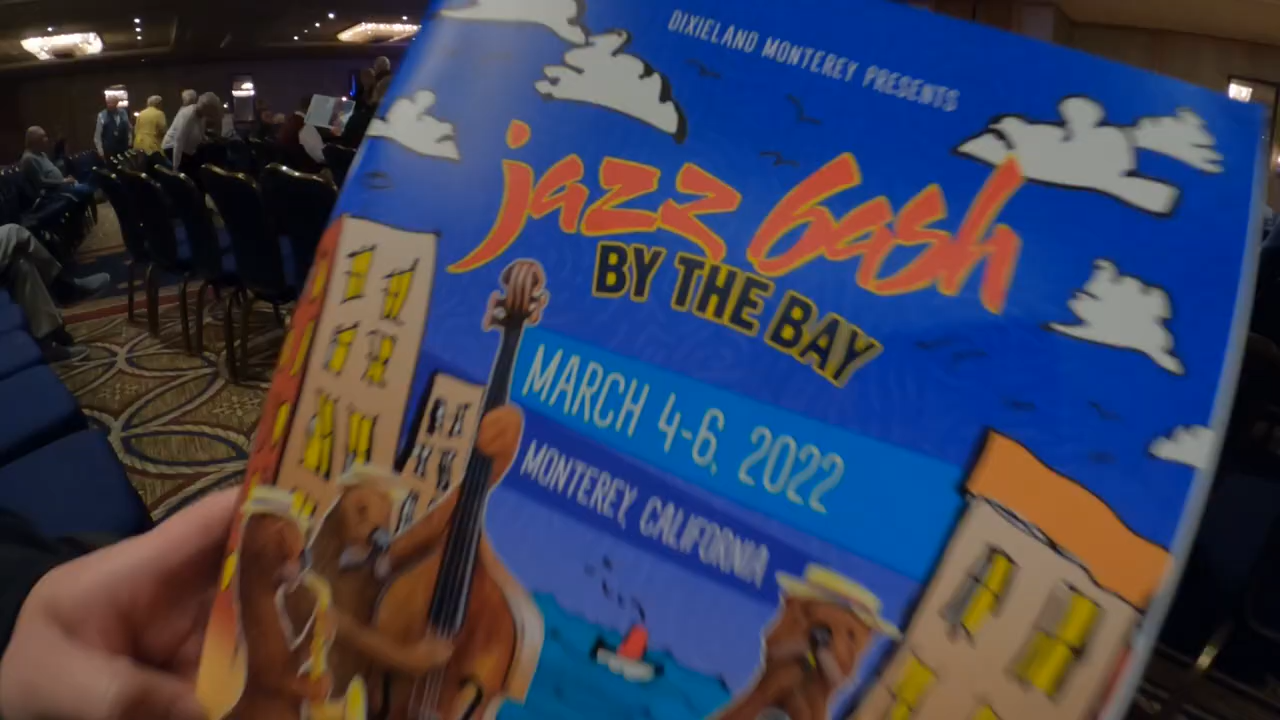 DIXIELAND MONTEREY PRESENTS
jazz bash
BY THE BAY
MARCH 4-6, 2022
MONTEREY, CALIFORNIA